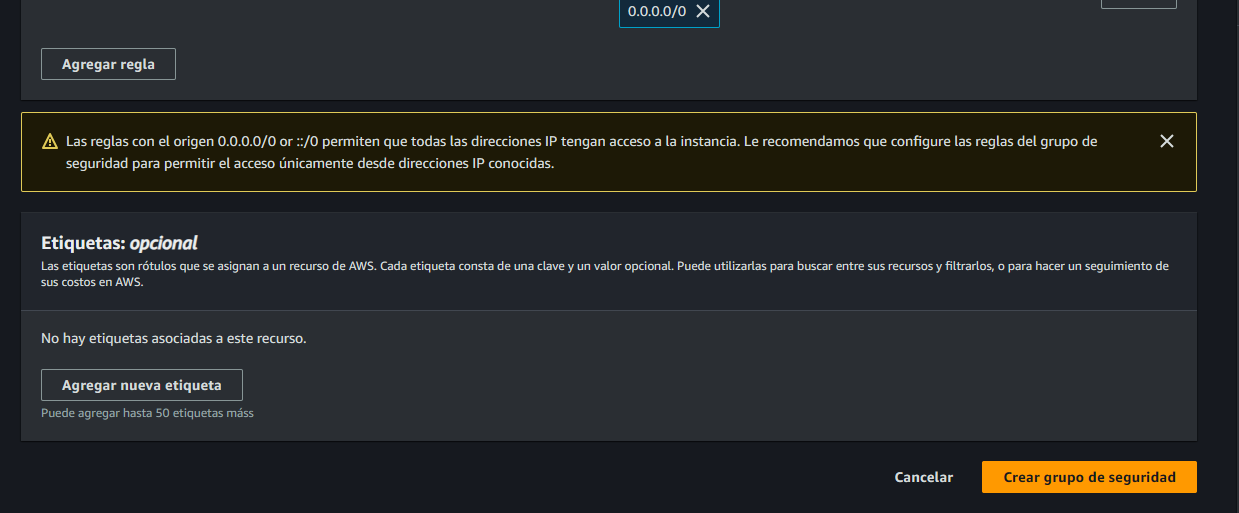 0.0.0.0/0
Agregar regla
Las reglas con el origen 0.0.0.0/0 or ::/0 permiten que todas las direcciones IP tengan acceso a la instancia. Le recomendamos que configure las reglas del grupo de
seguridad para permitir el acceso únicamente desde direcciones IP conocidas.
Etiquetas: opcional
Las etiquetas son rótulos que se asignan a un recurso de AWS. Cada etiqueta consta de una clave y un valor opcional. Puede utilizarlas para buscar entre sus recursos y filtrarlos, o para hacer un seguimiento de
sus costos en AWS.
No hay etiquetas asociadas a este recurso.
Agregar nueva etiqueta
Puede agregar hasta 50 etiquetas máss
Cancelar
Crear grupo de seguridad